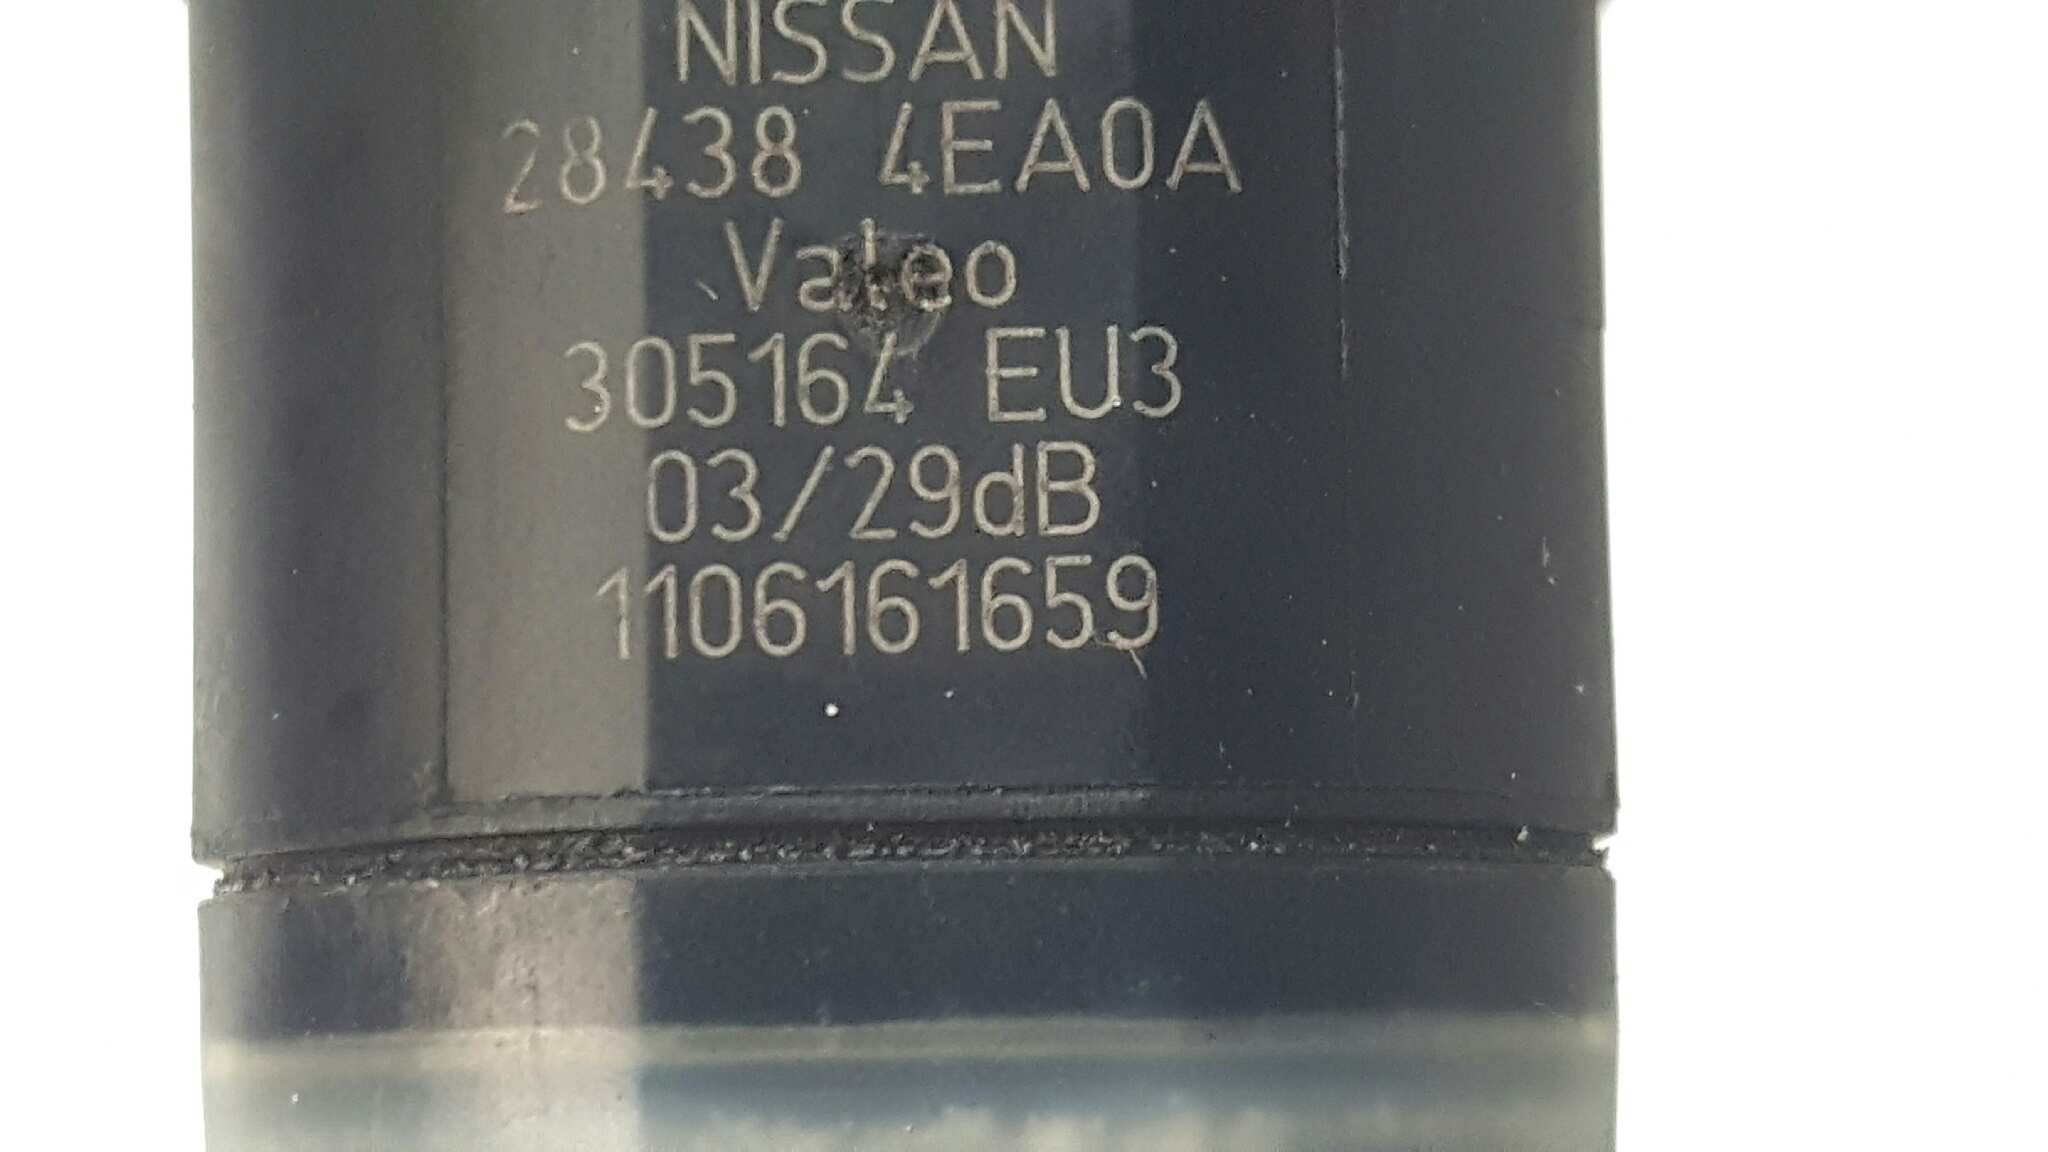 NISSAN
28438 4EA0A
Valeo
305164 EU3
03/29dB
1106161659